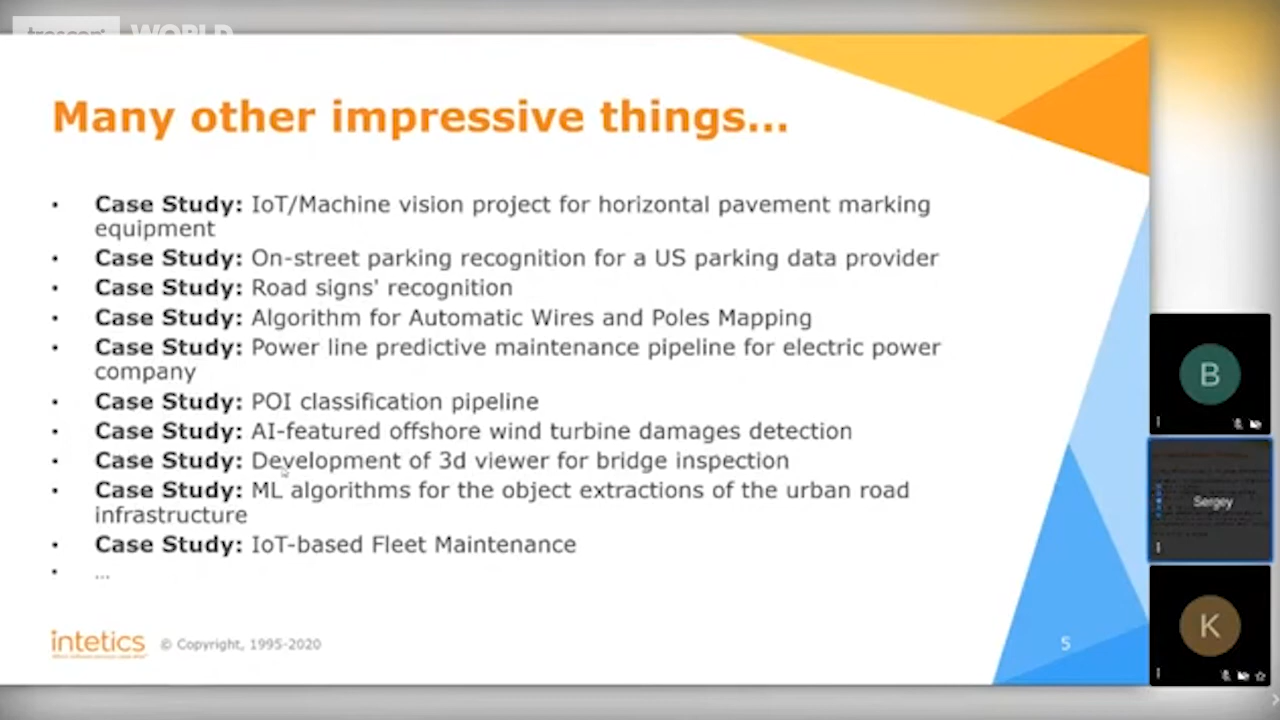 WORLD
Many other impressive things...
• Case Study: IoT/Machine vision project for horizontal pavement marking
equipment
• Case Study: On-street parking recognition for a US parking data provider
• Case Study: Road signs' recognition
• Case Study: Algorithm for Automatic Wires and Poles Mapping
• Case Study: Power line predictive maintenance pipeline for electric power
company
• Case Study: POI classification pipeline
• Case Study: AI-featured offshore wind turbine damages detection
• Case Study: Development of 3d viewer for bridge inspection
• Case Study: ML algorithms for the object extractions of the urban road
infrastructure
• Case Study: IoT-based Fleet Maintenance
• ...
intetics
© Copyright, 1995-2020
5
B
Sergey
K